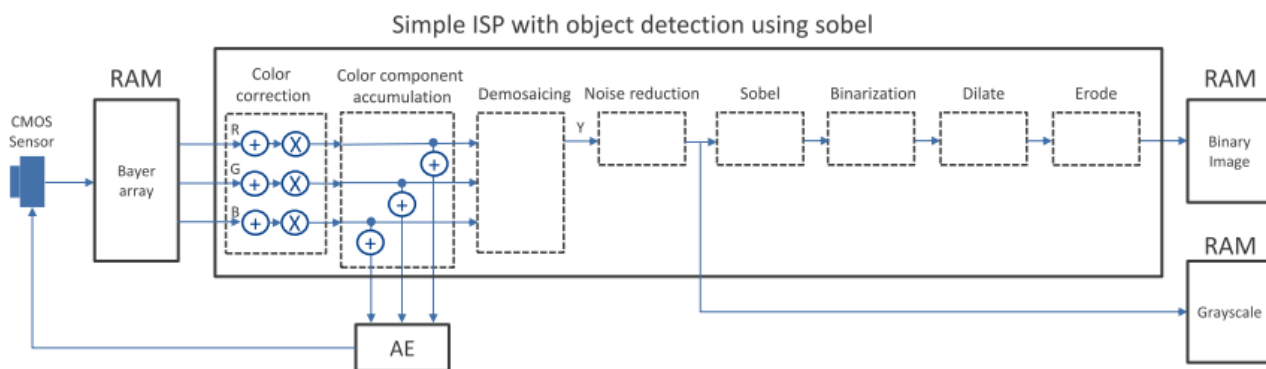 Simple ISP with object detection using sobel
RAM
Color
correction
Color component
accumulation
Demosaicing
Noise reduction
Sobel
Binarization
Dilate
Erode
RAM
CMOS
Sensor
Bayer
array
R
+
X
G
+
X
B
+
X
+
+
+
Y
Binary
Image
RAM
Grayscale
AE